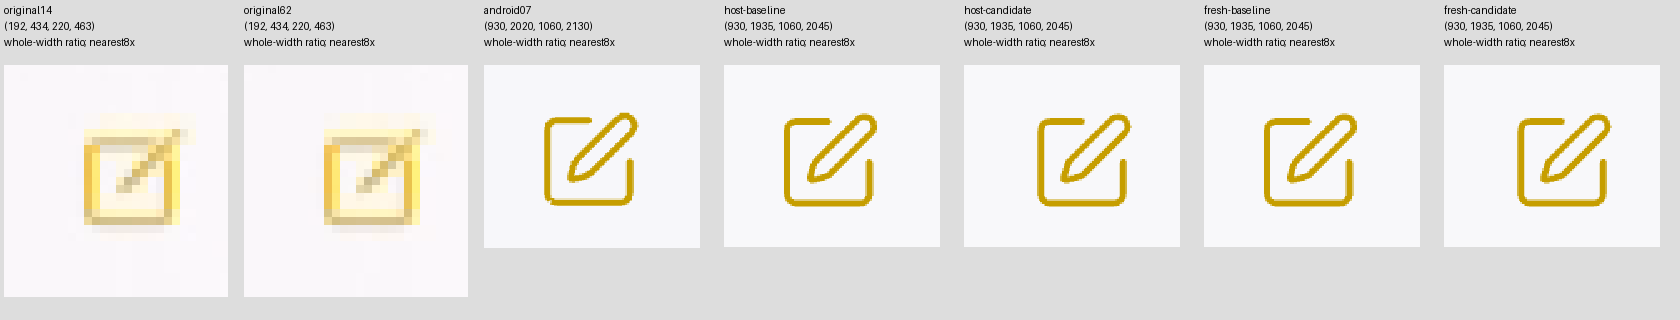 original14
(192, 434, 220, 463)
whole-width ratio; nearest8x
original62
(192, 434, 220, 463)
whole-width ratio; nearest8x
android07
(930, 2020, 1060, 2130)
whole-width ratio; nearest8x
host-baseline
(930, 1935, 1060, 2045)
whole-width ratio; nearest8x
host-candidate
(930, 1935, 1060, 2045)
whole-width ratio; nearest8x
fresh-baseline
(930, 1935, 1060, 2045)
whole-width ratio; nearest8x
fresh-candidate
(930, 1935, 1060, 2045)
whole-width ratio; nearest8x